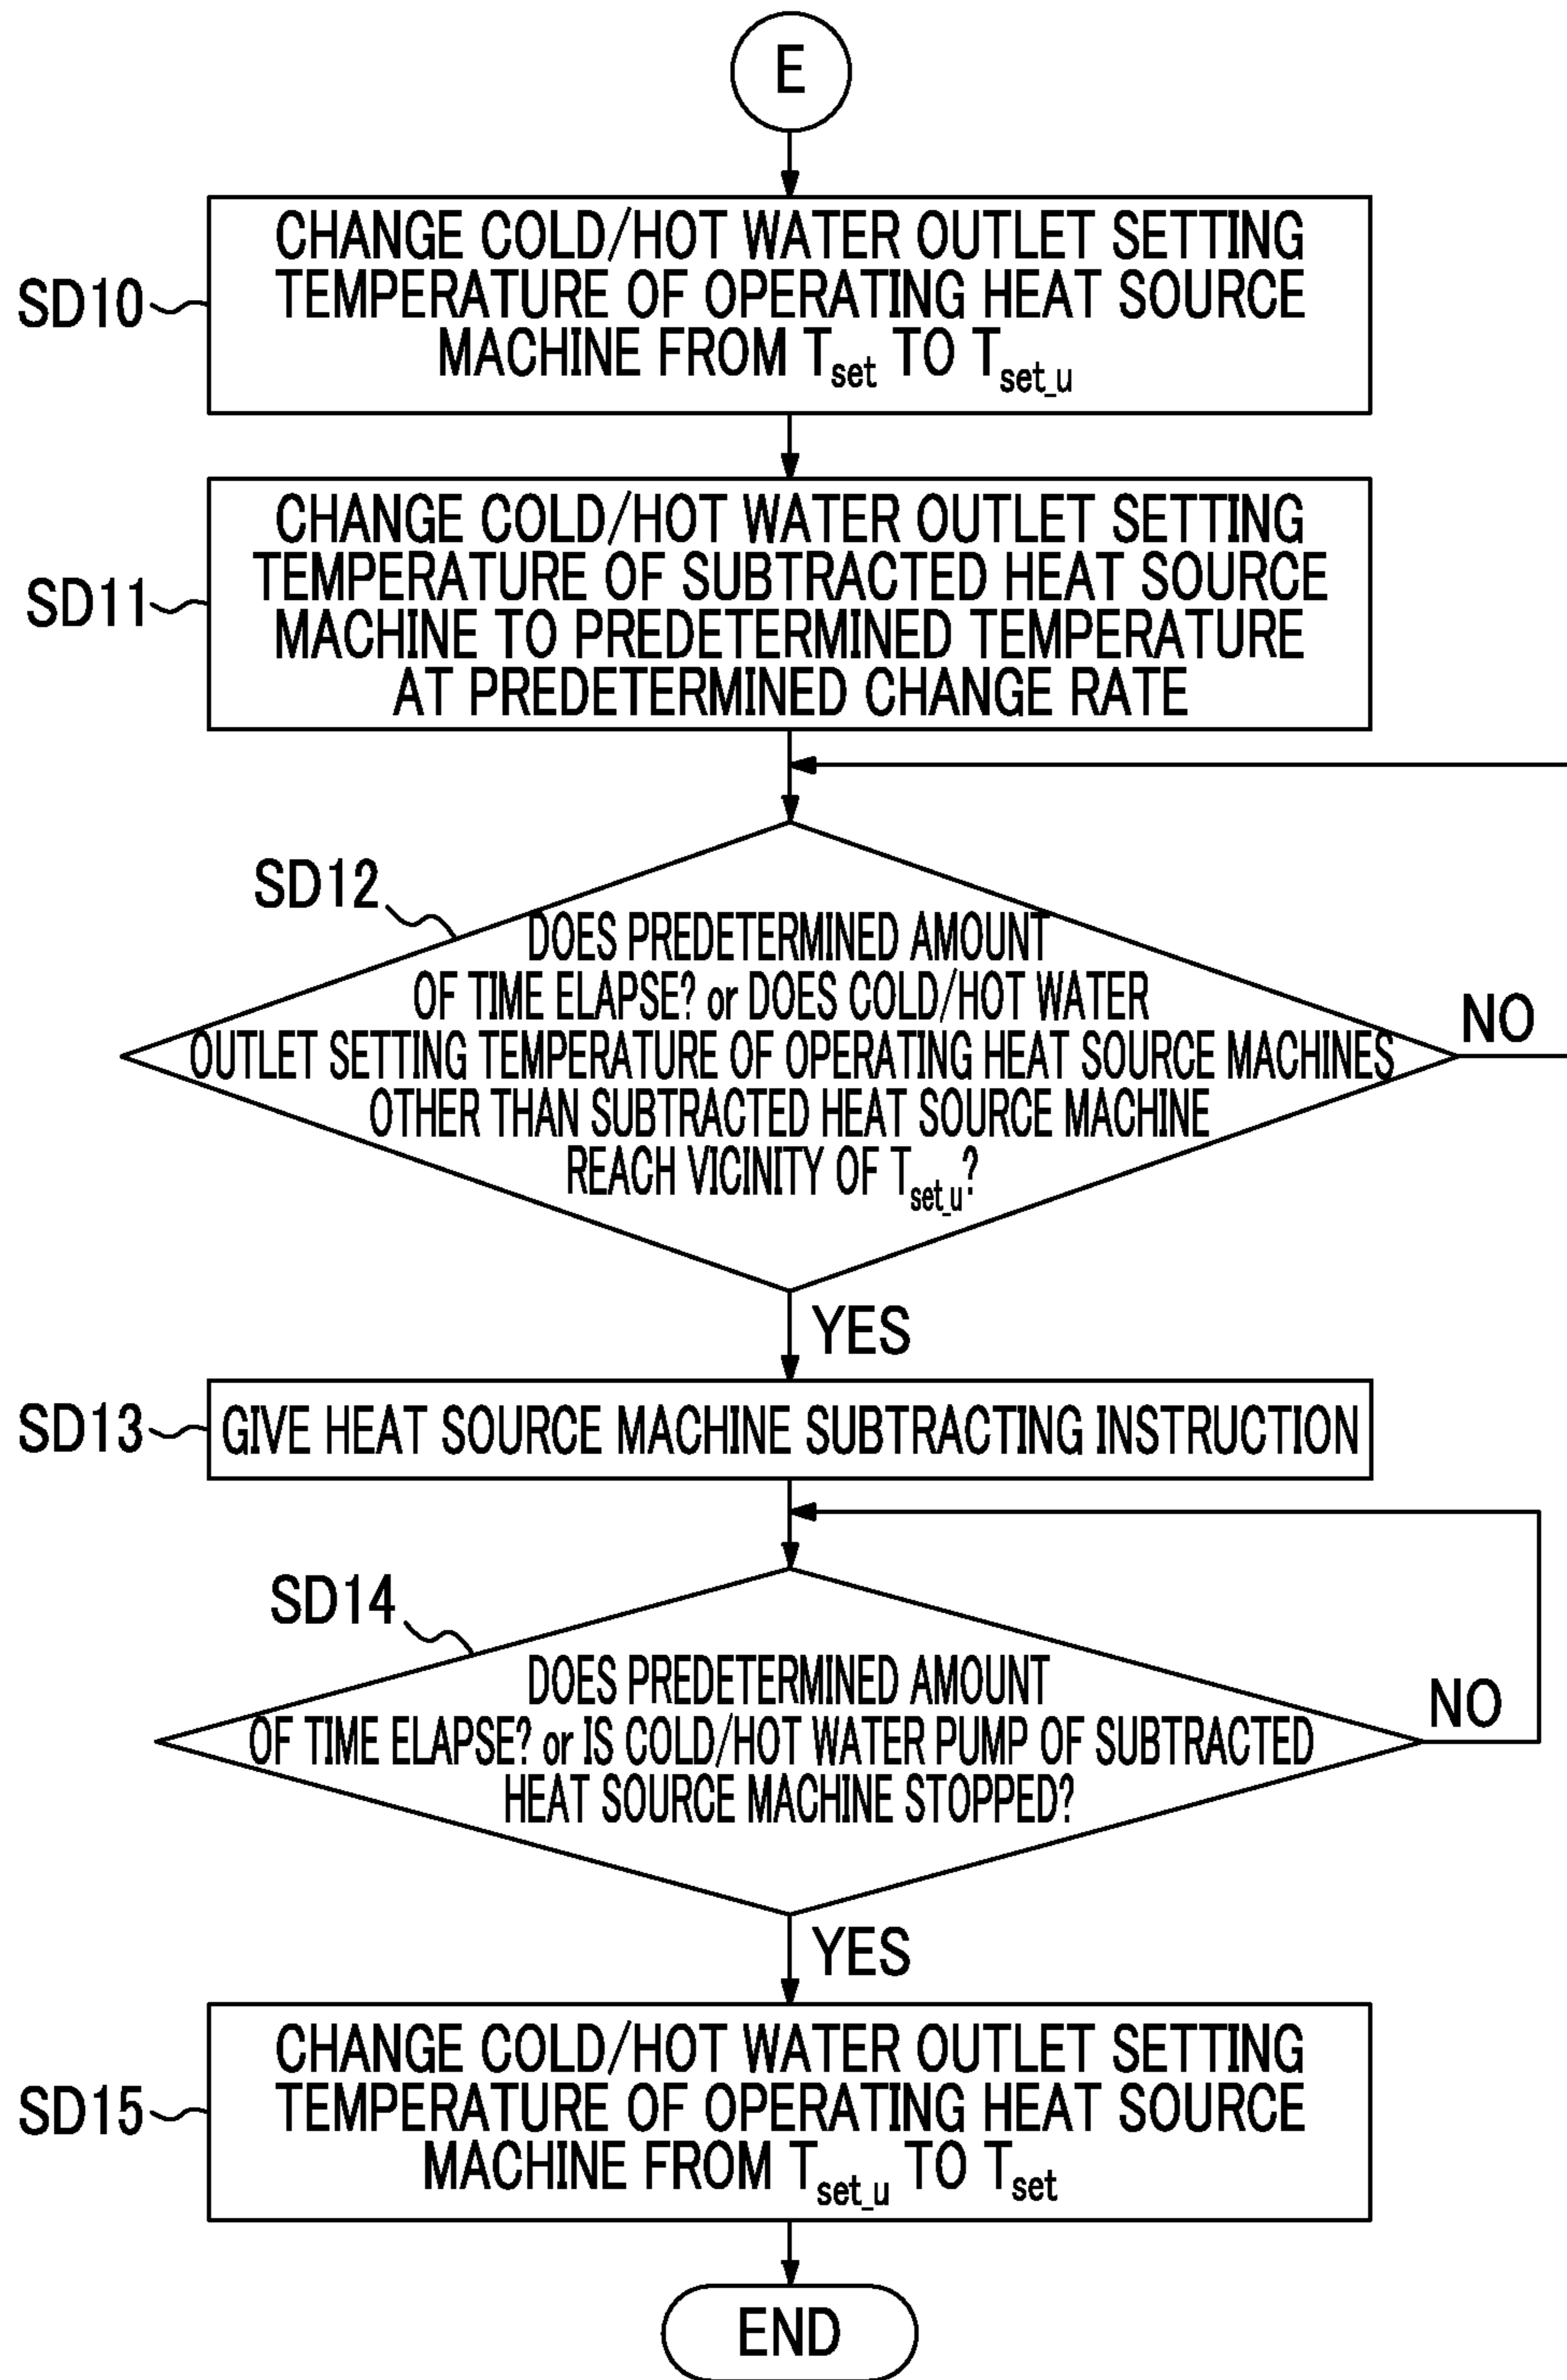 E
CHANGE COLD/HOT WATER OUTLET SETTING
TEMPERATURE OF OPERATING HEAT SOURCE
MACHINE FROM Tset TO Tset_u
SD10
CHANGE COLD/HOT WATER OUTLET SETTING
TEMPERATURE OF SUBTRACTED HEAT SOURCE
MACHINE TO PREDETERMINED TEMPERATURE
AT PREDETERMINED CHANGE RATE
SD11
SD12
DOES PREDETERMINED AMOUNT
OF TIME ELAPSE? or DOES COLD/HOT WATER
OUTLET SETTING TEMPERATURE OF OPERATING HEAT SOURCE MACHINES
OTHER THAN SUBTRACTED HEAT SOURCE MACHINE
REACH VICINITY OF Tset_u?
NO
YES
SD13
GIVE HEAT SOURCE MACHINE SUBTRACTING INSTRUCTION
SD14
DOES PREDETERMINED AMOUNT
OF TIME ELAPSE? or IS COLD/HOT WATER PUMP OF SUBTRACTED
HEAT SOURCE MACHINE STOPPED?
NO
YES
SD15
CHANGE COLD/HOT WATER OUTLET SETTING
TEMPERATURE OF OPERATING HEAT SOURCE
MACHINE FROM Tset_u TO Tset
END